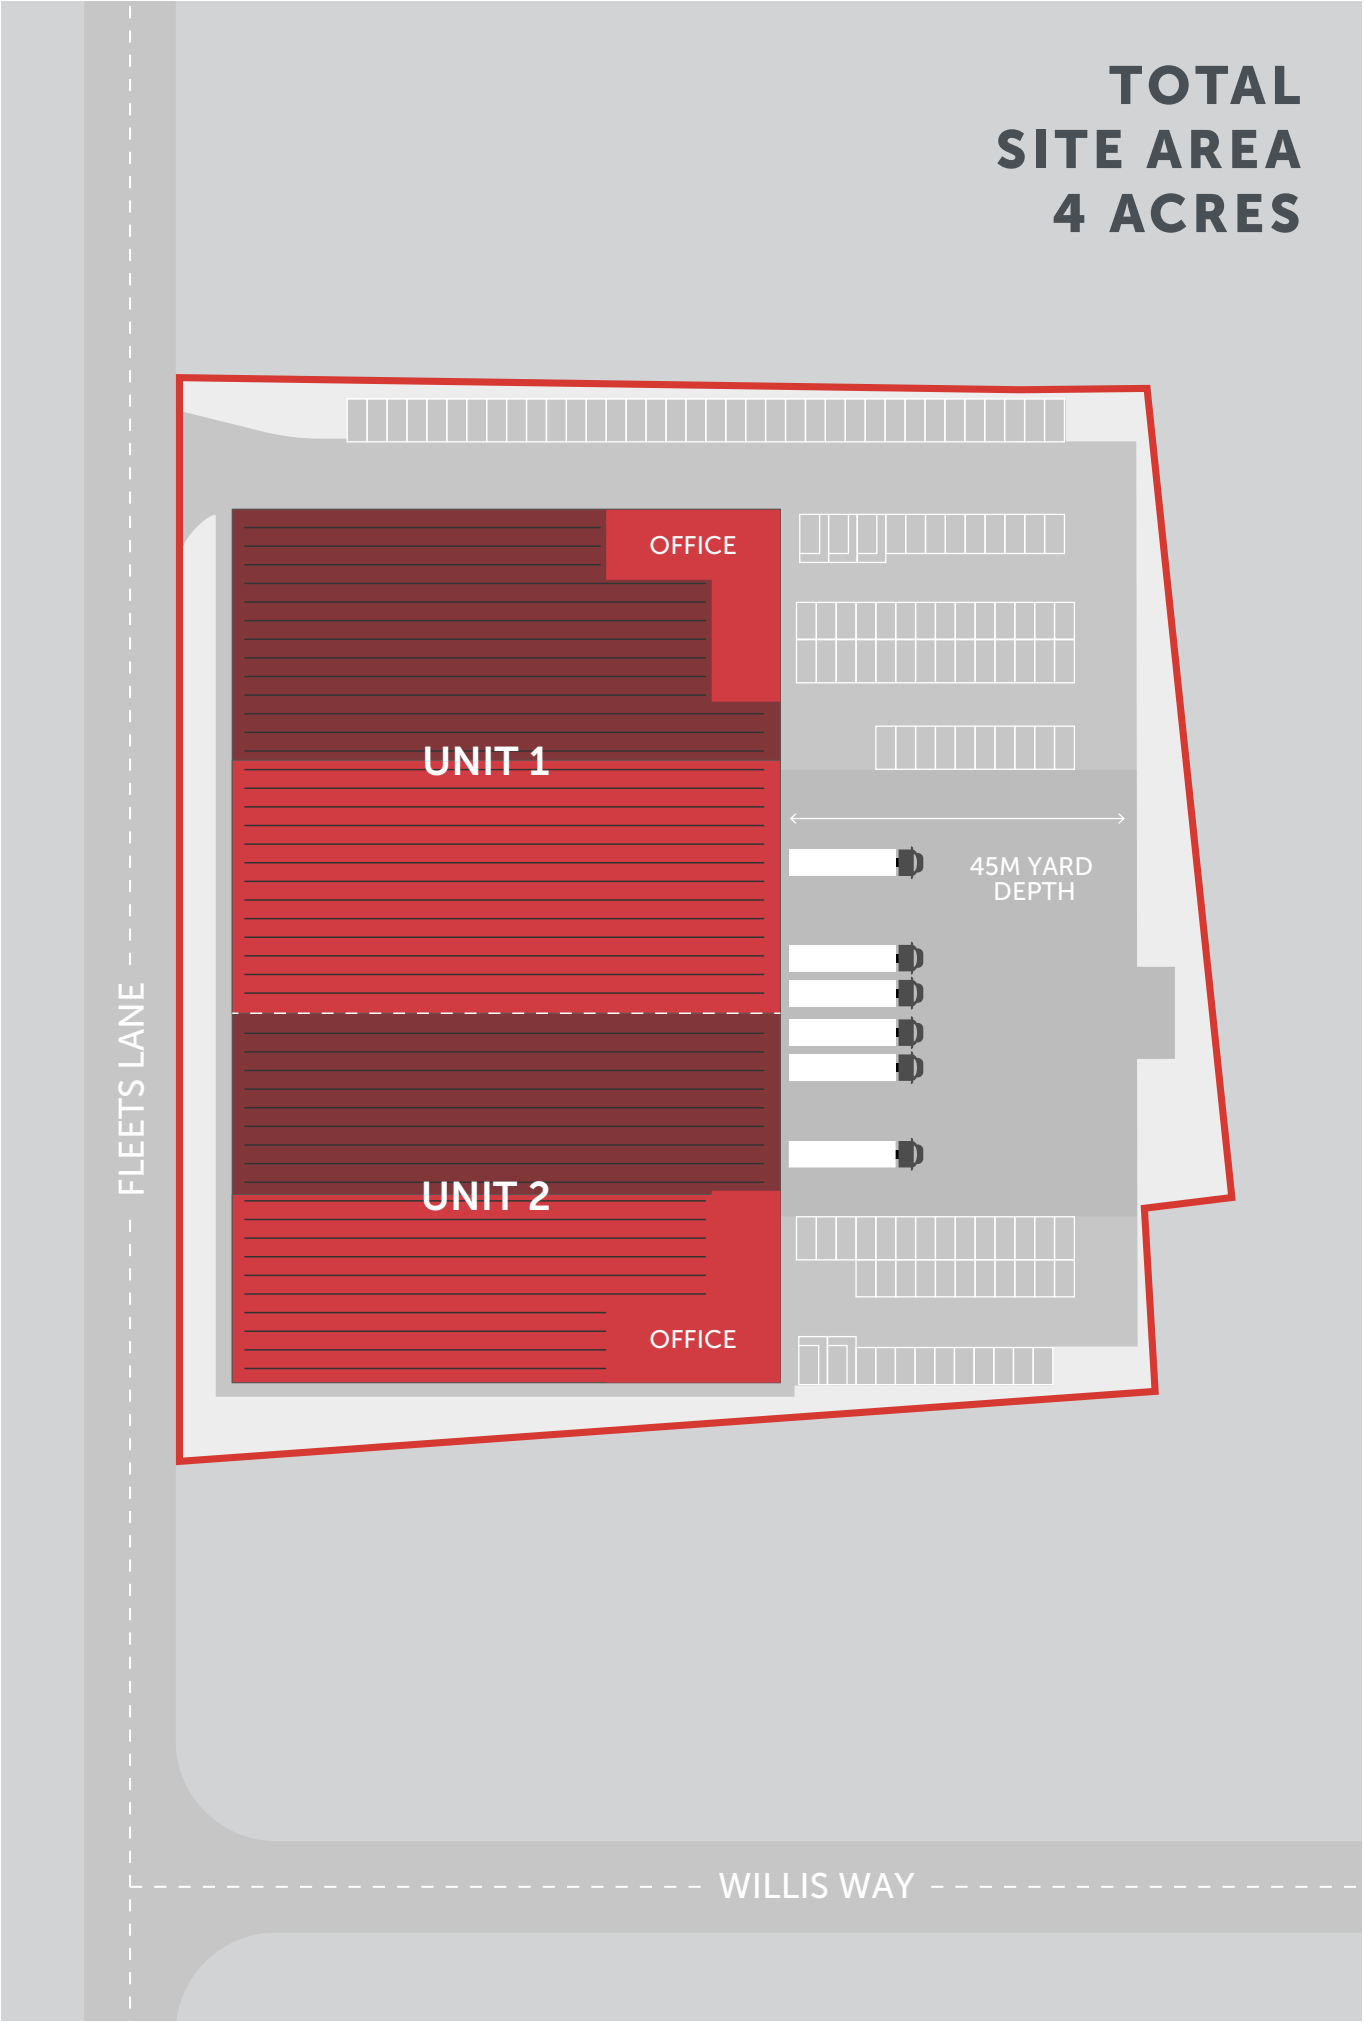 TOTAL
SITE AREA
4 ACRES
OFFICE
UNIT 1
45M YARD
DEPTH
FLEETS LANE
UNIT 2
OFFICE
WILLIS WAY